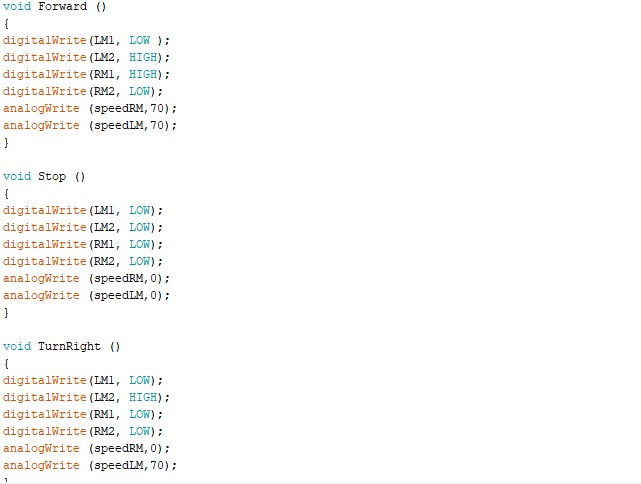 void Forward ()
{
digitalWrite(LM1, LOW );
digitalWrite(LM2, HIGH);
digitalWrite(RM1, HIGH);
digitalWrite(RM2, LOW);
analogWrite (speedRM,70);
analogWrite (speedLM,70);
}
void Stop ()
{
digitalWrite(LM1, LOW);
digitalWrite(LM2, LOW);
digitalWrite(RM1, LOW);
digitalWrite(RM2, LOW);
analogWrite (speedRM,0);
analogWrite (speedLM,0);
}
void TurnRight ()
{
digitalWrite(LM1, LOW);
digitalWrite(LM2, HIGH);
digitalWrite(RM1, LOW);
digitalWrite(RM2, LOW);
analogWrite (speedRM,0);
analogWrite (speedLM,70);
}